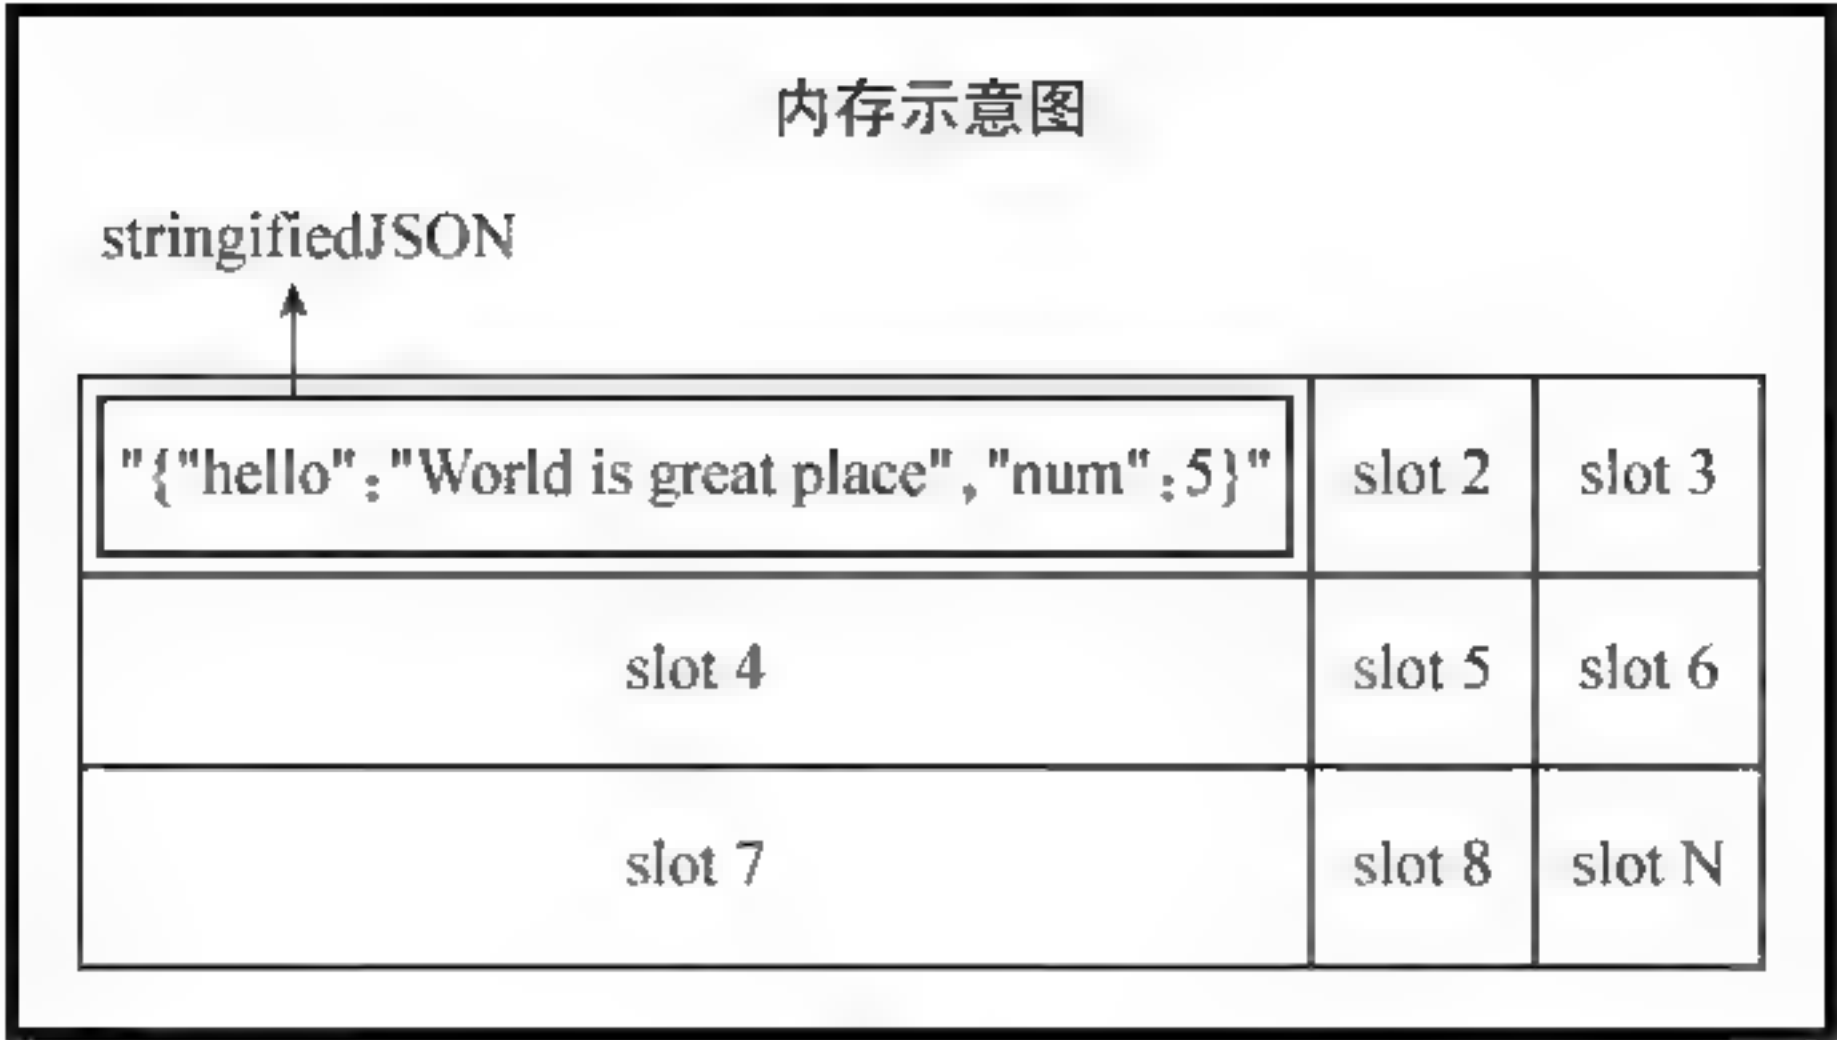 内存示意图
stringifiedJSON
"{"hello":"World is great place", "num":5}" slot 2 slot 3
slot 4 slot 5 slot 6
slot 7 slot 8 slot N